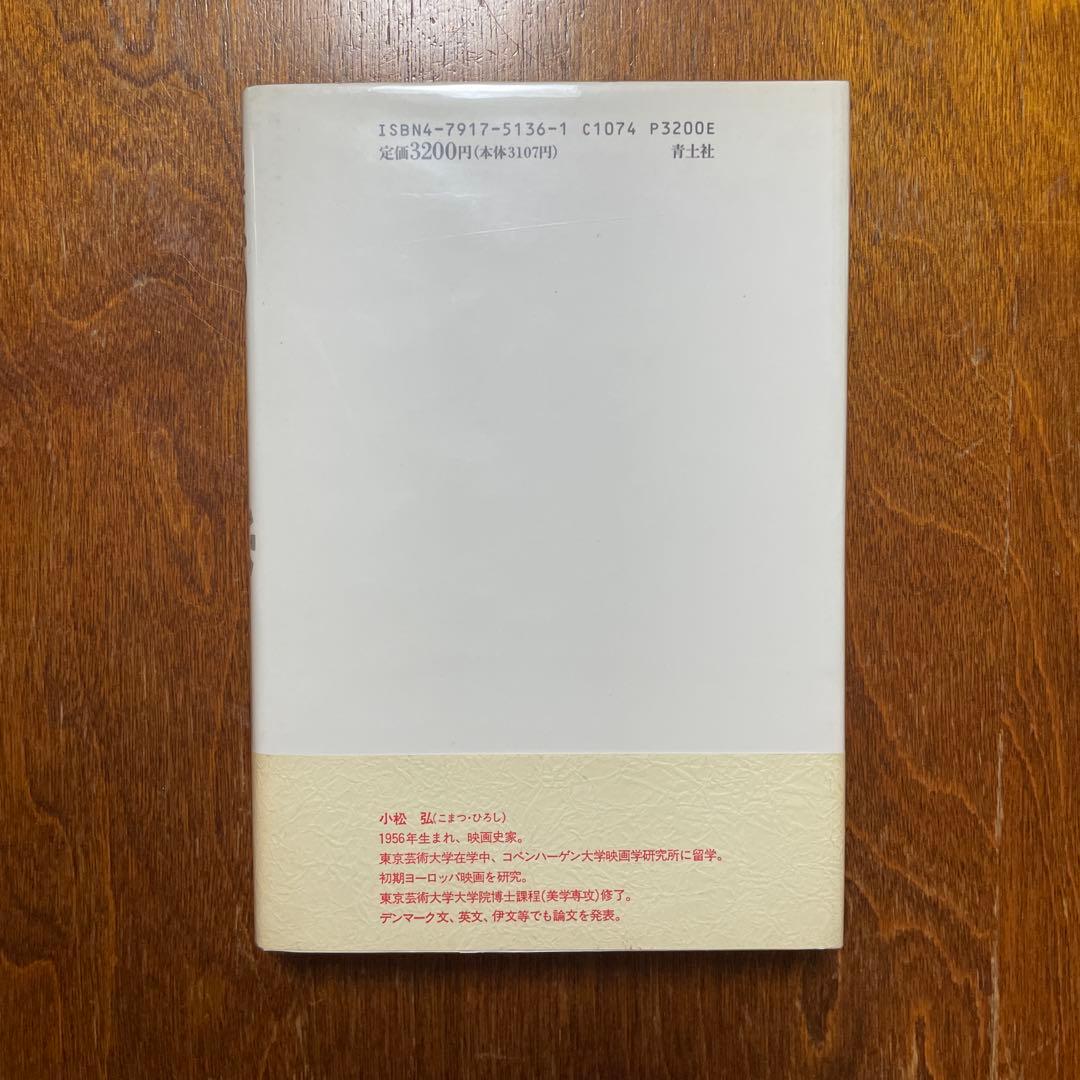 ISBN4-7917-5136-1 C1074 P3200E
定価3200円(本体3107円) 青土社
小松 弘(こまつ・ひろし)
1956年生まれ、映画史家。
東京芸術大学在学中、コペンハーゲン大学映画学研究所に留学。
初期ヨーロッパ映画を研究。
東京芸術大学大学院博士課程(美学専攻)修了。
デンマーク文、英文、伊文等でも論文を発表。